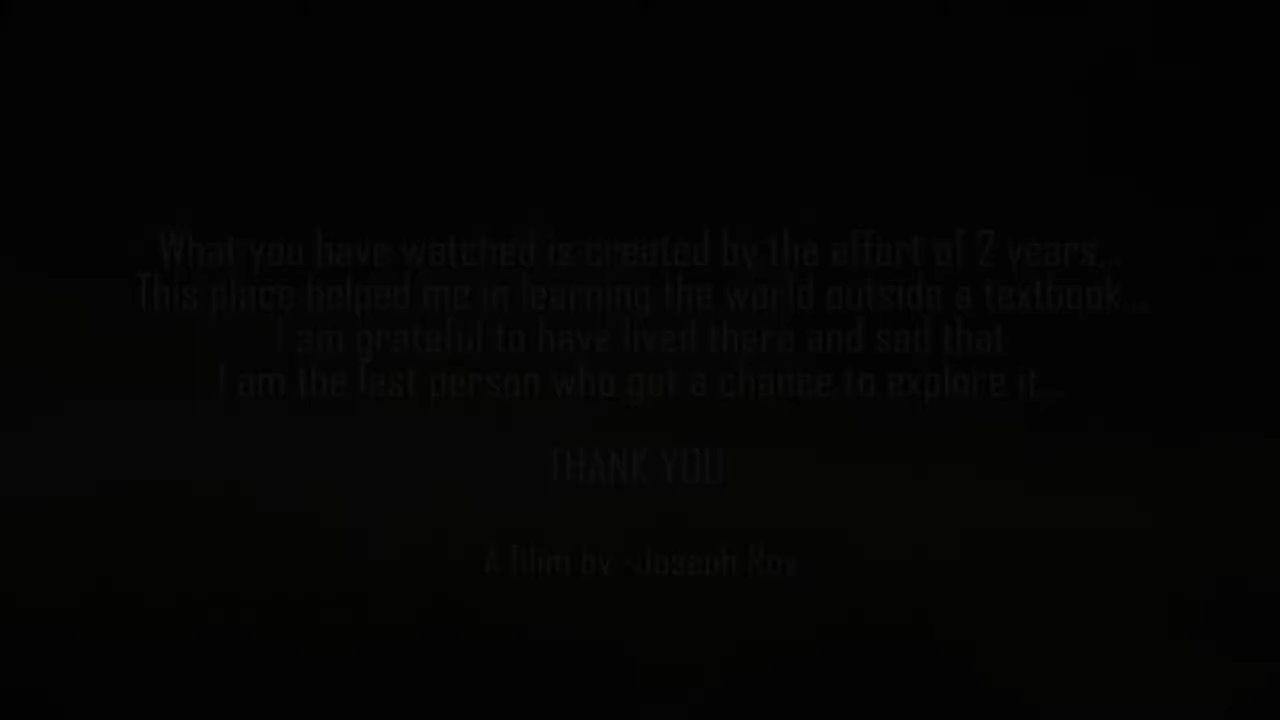 What you have watched is created by the effort of 2 years...
This place helped me in learning the world outside a textbook...
I am grateful to have lived there and sad that
I am the last person who got a chance to explore it...
THANK YOU
A film by -Joseph Roy